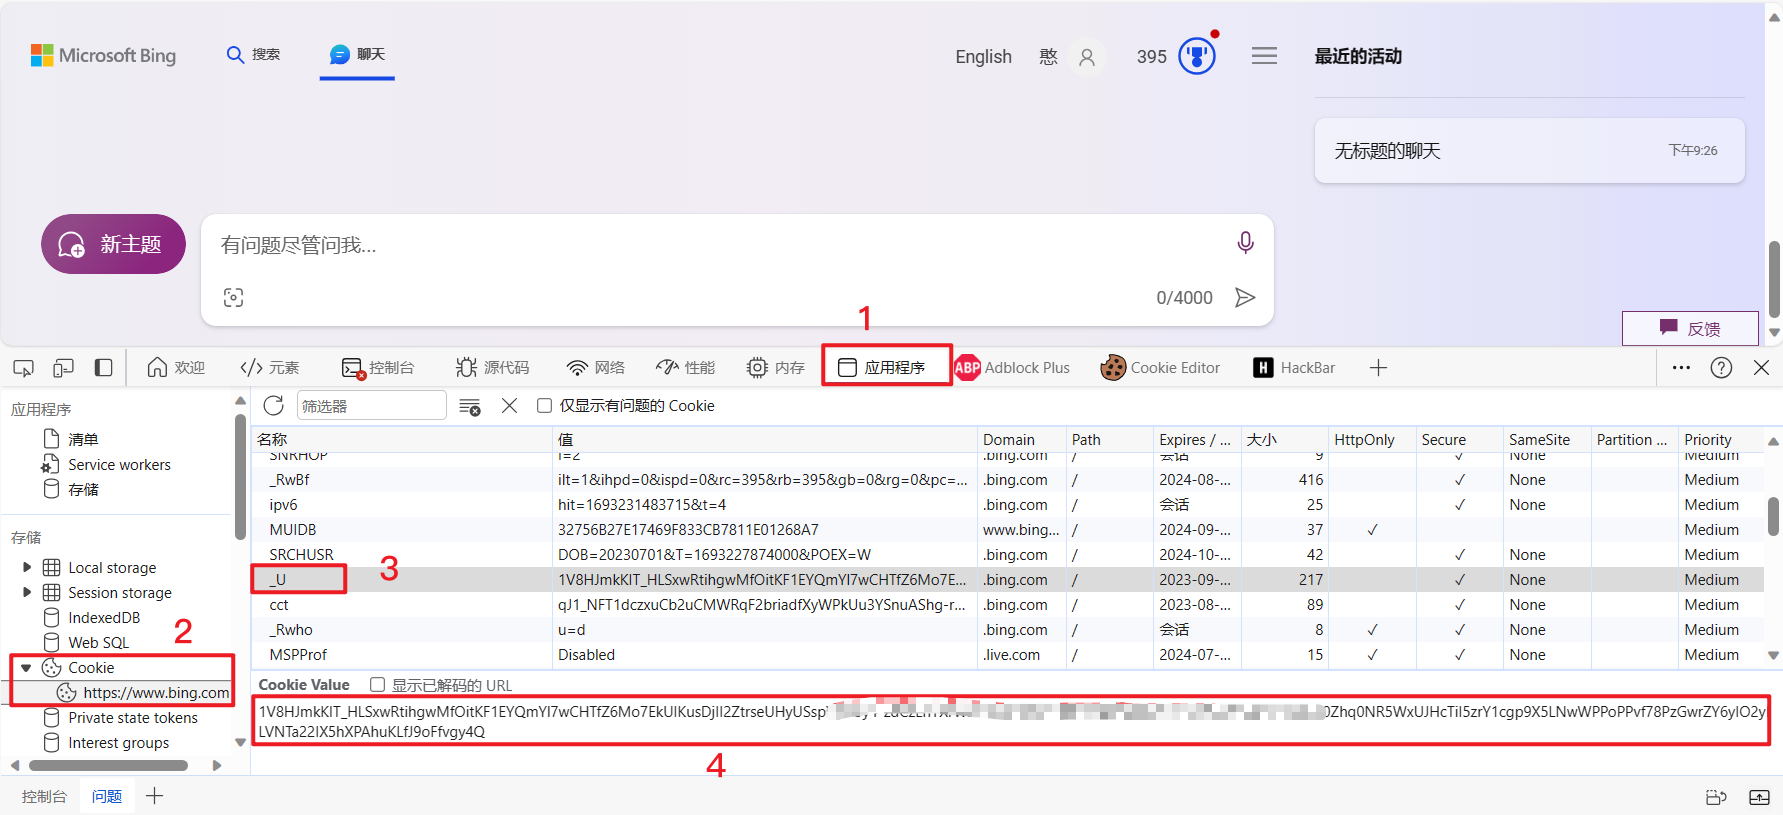 Microsoft Bing
搜索
聊天
English
憨
395
最近的活动
无标题的聊天
下午9:26
新主题
有问题尽管问我...
0/4000
反馈
1
欢迎
元素
控制台
源代码
网络
性能
内存
应用程序
ABP Adblock Plus
Cookie Editor
H HackBar
应用程序
清单
Service workers
存储
存储
Local storage
Session storage
IndexedDB
Web SQL
2
Cookie
https://www.bing.com
Private state tokens
Interest groups
筛选器
仅显示有问题的 Cookie
名称 值 Domain Path Expires / ... 大小 HttpOnly Secure SameSite Partition ... Priority
SNRHOP I=2 .bing.com / 会话 9 ✓ None Medium
_RwBf ilt=1&ihpd=0&ispd=0&rc=395&rb=395&gb=0&rg=0&pc=... .bing.com / 2024-08-... 416 ✓ None Medium
ipv6 hit=1693231483715&t=4 .bing.com / 会话 25 ✓ None Medium
MUIDB 32756B27E17469F833CB7811E01268A7 www.bing... / 2024-09-... 37 ✓ Medium
SRCHUSR DOB=20230701&T=1693227874000&POEX=W .bing.com / 2024-10-... 42 ✓ None Medium
_U 1V8HJmkKlT_HLSxwRtihgwMfOitKF1EYQmYI7wCHTfZ6Mo7E... .bing.com / 2023-09-... 217 ✓ None Medium
3
cct qJ1_NFT1dczxuCb2uCMWRqF2briadfXyWPkUu3YSnuAShg-r... .bing.com / 2023-08-... 89 ✓ None Medium
_Rwho u=d .bing.com / 会话 8 ✓ ✓ None Medium
MSPProf Disabled .live.com / 2024-07-... 15 ✓ ✓ None Medium
Cookie Value 显示已解码的 URL
1V8HJmkKlT_HLSxwRtihgwMfOitKF1EYQmYI7wCHTfZ6Mo7EkUlKusDjIl2ZtrseUHyUSsp 0Zhq0NR5WxUJHcTiI5zrY1cgp9X5LNwWPPoPPvf78PzGwrZY6yIO2y
LVNTa22IX5hXPAhuKLfJ9oFfvgy4Q
4
控制台
问题